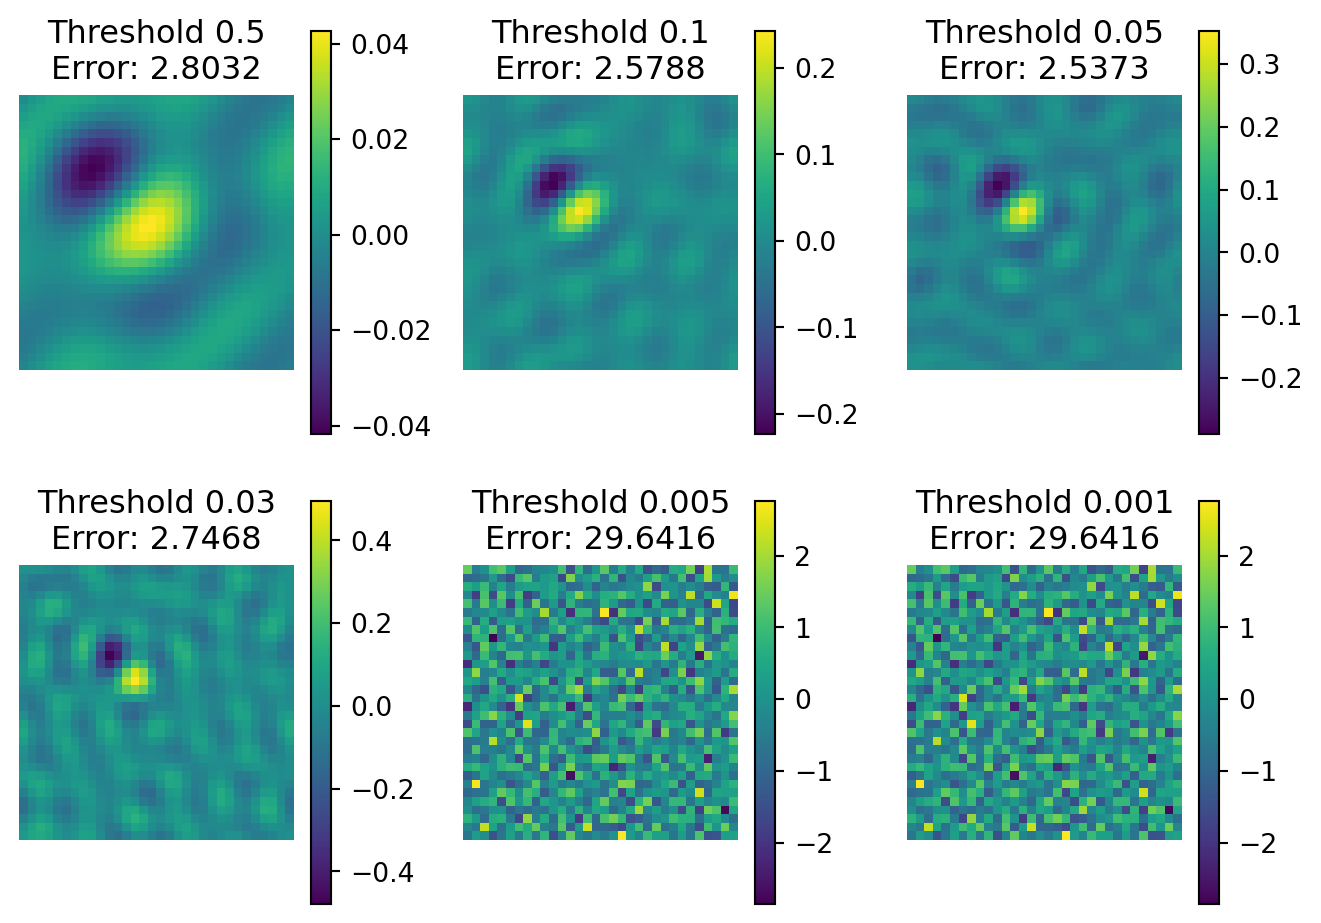 Threshold 0.5
Error: 2.8032
0.04
0.02
0.00
−0.02
−0.04
Threshold 0.1
Error: 2.5788
0.2
0.1
0.0
−0.1
−0.2
Threshold 0.05
Error: 2.5373
0.3
0.2
0.1
0.0
−0.1
−0.2
Threshold 0.03
Error: 2.7468
0.4
0.2
0.0
−0.2
−0.4
Threshold 0.005
Error: 29.6416
2
1
0
−1
−2
Threshold 0.001
Error: 29.6416
2
1
0
−1
−2